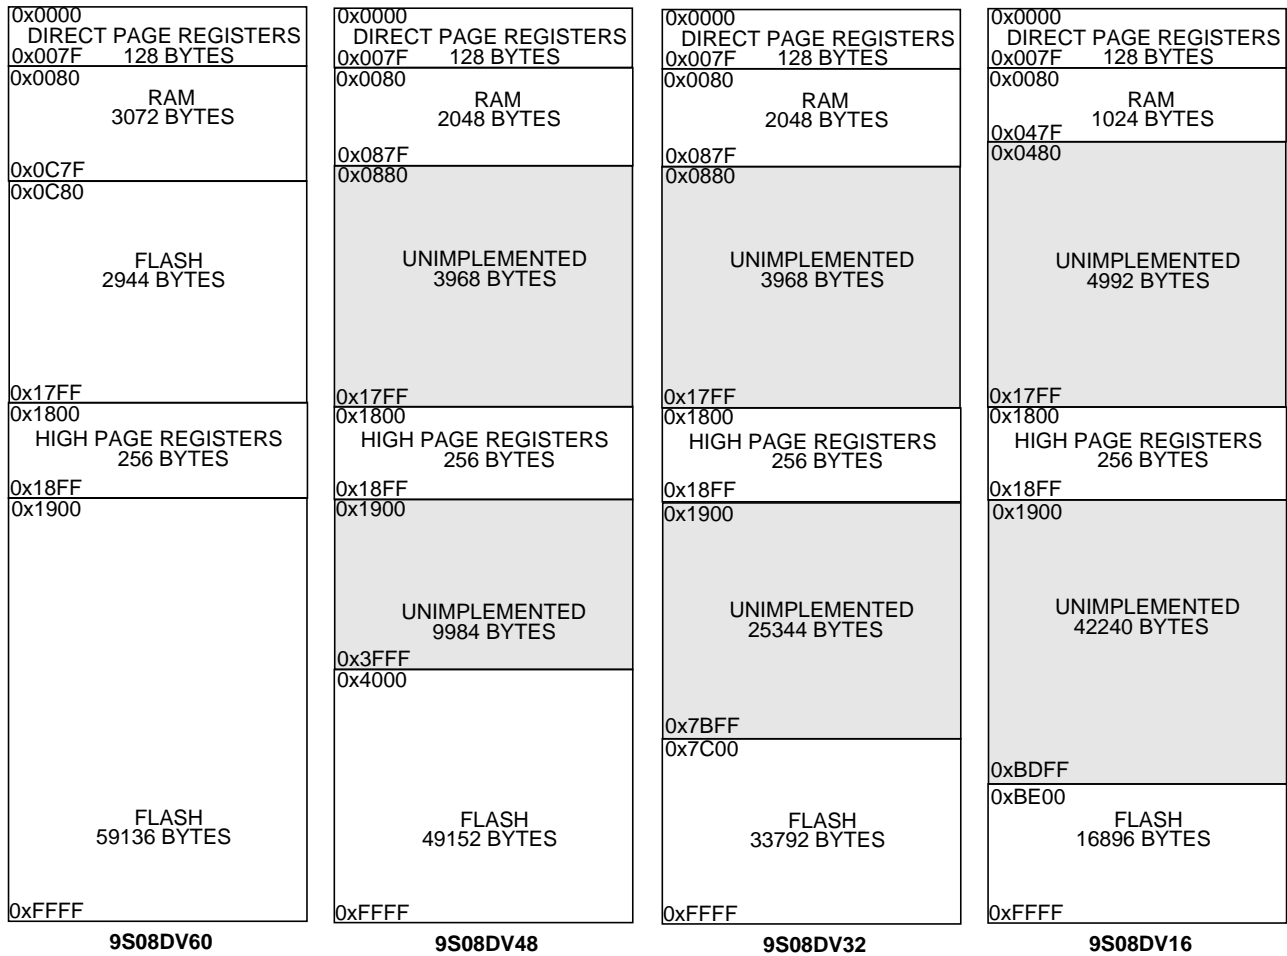 0x0000
DIRECT PAGE REGISTERS
0x007F 128 BYTES
0x0080
RAM
3072 BYTES
0x0C7F
0x0C80
FLASH
2944 BYTES
0x17FF
0x1800
HIGH PAGE REGISTERS
256 BYTES
0x18FF
0x1900
FLASH
59136 BYTES
0xFFFF
9S08DV60
0x0000
DIRECT PAGE REGISTERS
0x007F 128 BYTES
0x0080
RAM
2048 BYTES
0x087F
0x0880
UNIMPLEMENTED
3968 BYTES
0x17FF
0x1800
HIGH PAGE REGISTERS
256 BYTES
0x18FF
0x1900
UNIMPLEMENTED
9984 BYTES
0x3FFF
0x4000
FLASH
49152 BYTES
0xFFFF
9S08DV48
0x0000
DIRECT PAGE REGISTERS
0x007F 128 BYTES
0x0080
RAM
2048 BYTES
0x087F
0x0880
UNIMPLEMENTED
3968 BYTES
0x17FF
0x1800
HIGH PAGE REGISTERS
256 BYTES
0x18FF
0x1900
UNIMPLEMENTED
25344 BYTES
0x7BFF
0x7C00
FLASH
33792 BYTES
0xFFFF
9S08DV32
0x0000
DIRECT PAGE REGISTERS
0x007F 128 BYTES
0x0080
RAM
1024 BYTES
0x047F
0x0480
UNIMPLEMENTED
4992 BYTES
0x17FF
0x1800
HIGH PAGE REGISTERS
256 BYTES
0x18FF
0x1900
UNIMPLEMENTED
42240 BYTES
0xBDFF
0xBE00
FLASH
16896 BYTES
0xFFFF
9S08DV16